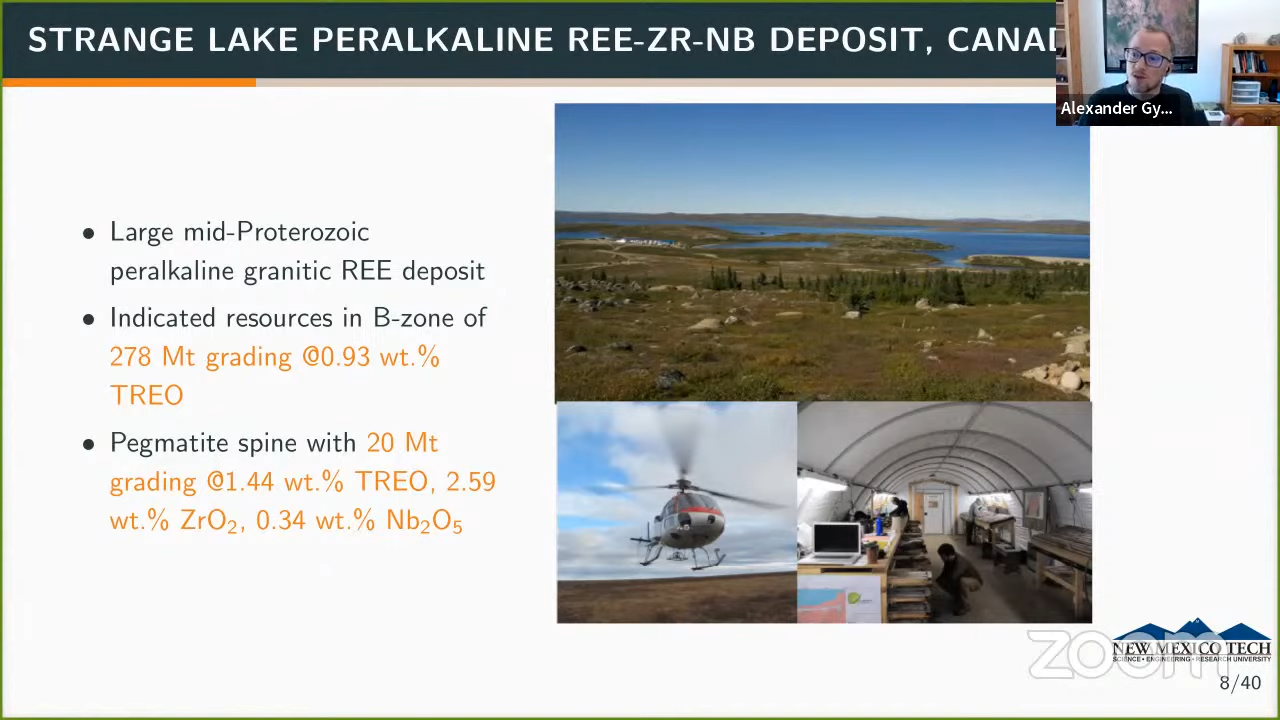 STRANGE LAKE PERALKALINE REE-ZR-NB DEPOSIT, CANAD
Alexander Gy...
• Large mid-Proterozoic
peralkaline granitic REE deposit
• Indicated resources in B-zone of
278 Mt grading @0.93 wt.%
TREO
• Pegmatite spine with 20 Mt
grading @1.44 wt.% TREO, 2.59
wt.% ZrO₂, 0.34 wt.% Nb₂O₅
zoom
NEW MEXICO TECH
SCIENCE • ENGINEERING • RESEARCH UNIVERSITY
8/40